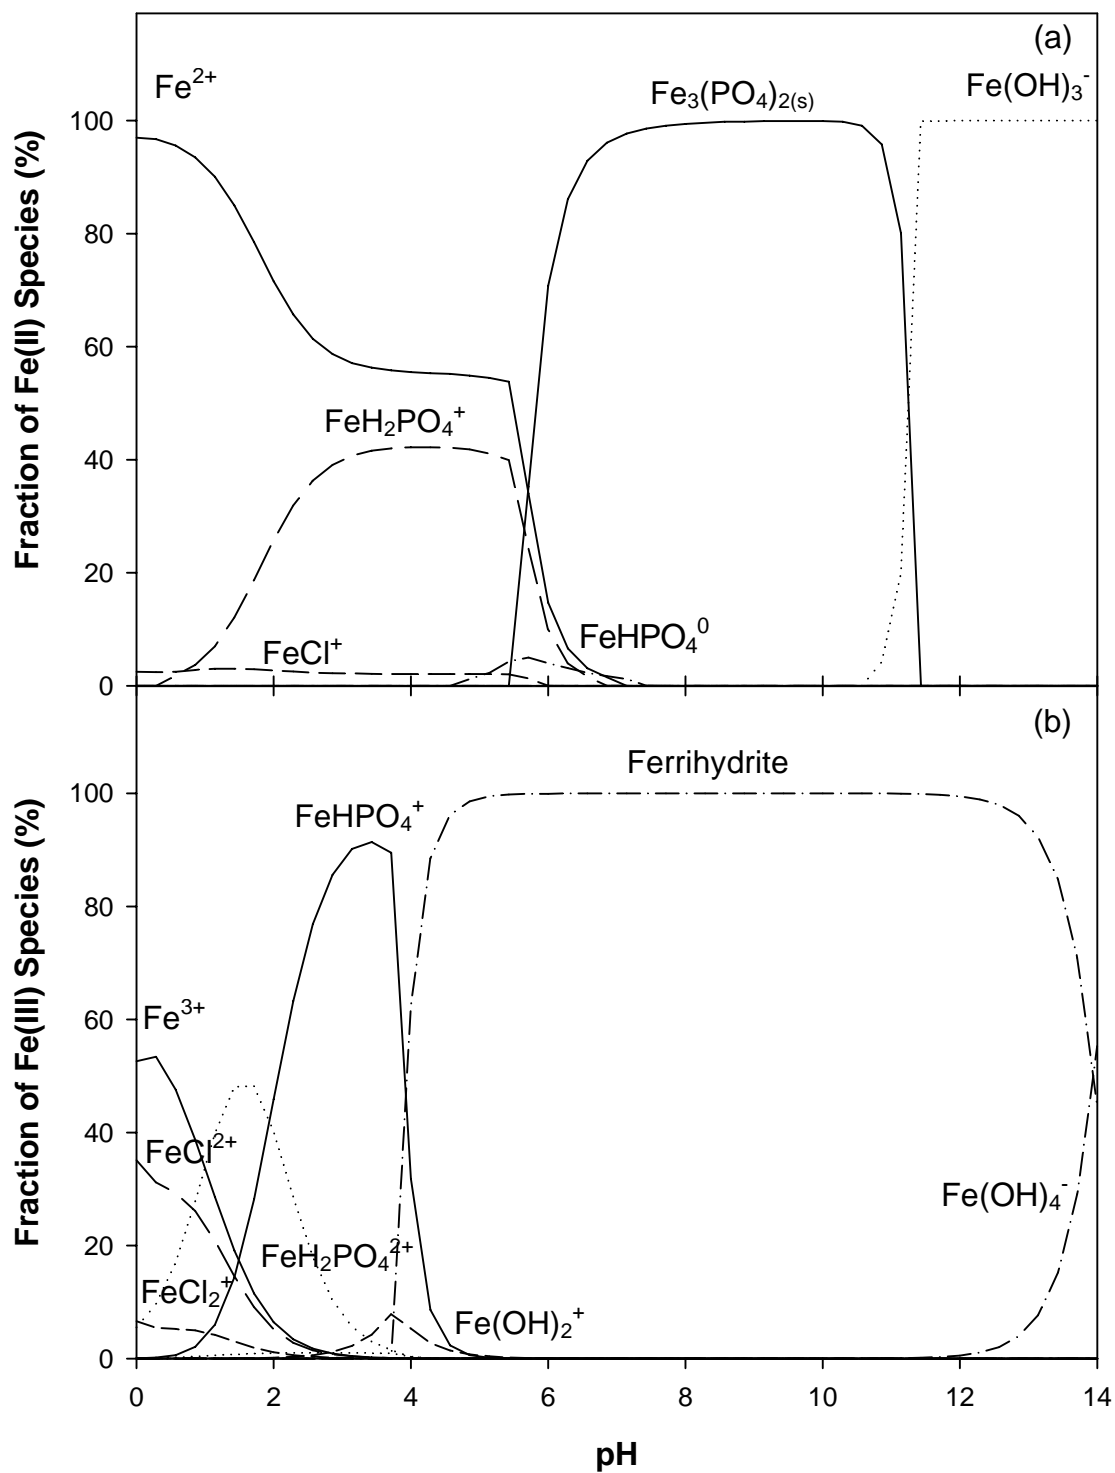 (a)
Fe²⁺
Fe₃(PO₄)₂₍ₛ₎
Fe(OH)₃⁻
Fraction of Fe(II) Species (%)
100
80
60
FeH₂PO₄⁺
40
20
FeHPO₄⁰
FeCl⁺
0
(b)
Ferrihydrite
100
FeHPO₄⁺
Fraction of Fe(III) Species (%)
80
60
Fe³⁺
40
FeCl²⁺
Fe(OH)₄⁻
20
FeH₂PO₄²⁺
FeCl₂⁺
Fe(OH)₂⁺
0
0 2 4 6 8 10 12 14
pH